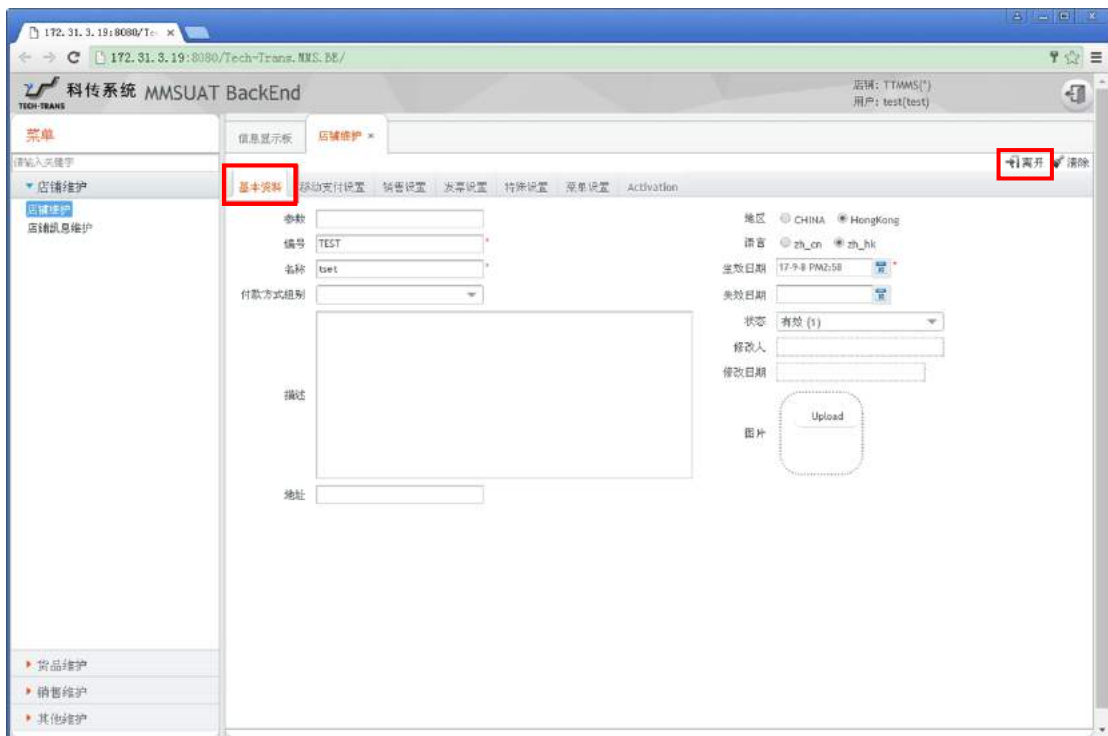 172.31.3.19:8080/Te
172.31.3.19:8080/Tech-Trans.MMS.BE/
TECH-TRANS 科传系统 MMSUAT BackEnd
店铺: TTMMS(*)
用户: test(test)
菜单
请输入关键字
店铺维护
店铺维护
店铺讯息维护
货品维护
销售维护
其他维护
信息显示板 店铺维护 ×
离开 清除
基本资料 移动支付设置 销售设置 发票设置 特殊设置 菜单设置 Activation
参数
编号 TEST *
名称 tset *
付款方式组别
描述
地址
地区 CHINA HongKong
语言 zh_cn zh_hk
生效日期 17-9-8 PM2:58 *
失效日期
状态 有效 (1)
修改人
修改日期
图片 Upload